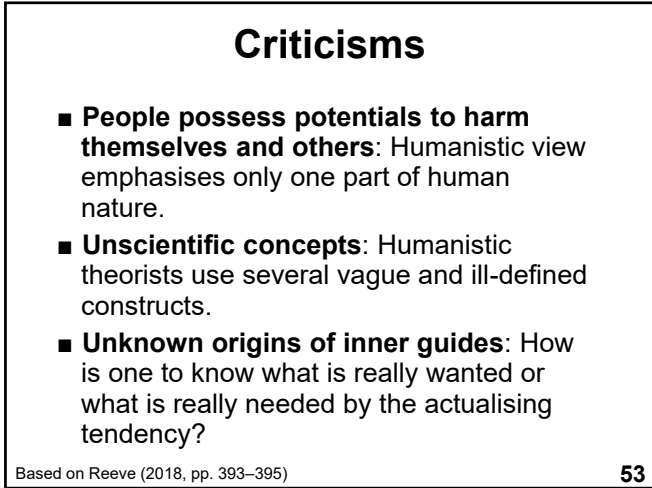 Criticisms
■ People possess potentials to harm
themselves and others: Humanistic view
emphasises only one part of human
nature.
■ Unscientific concepts: Humanistic
theorists use several vague and ill-defined
constructs.
■ Unknown origins of inner guides: How
is one to know what is really wanted or
what is really needed by the actualising
tendency?
Based on Reeve (2018, pp. 393–395)
53